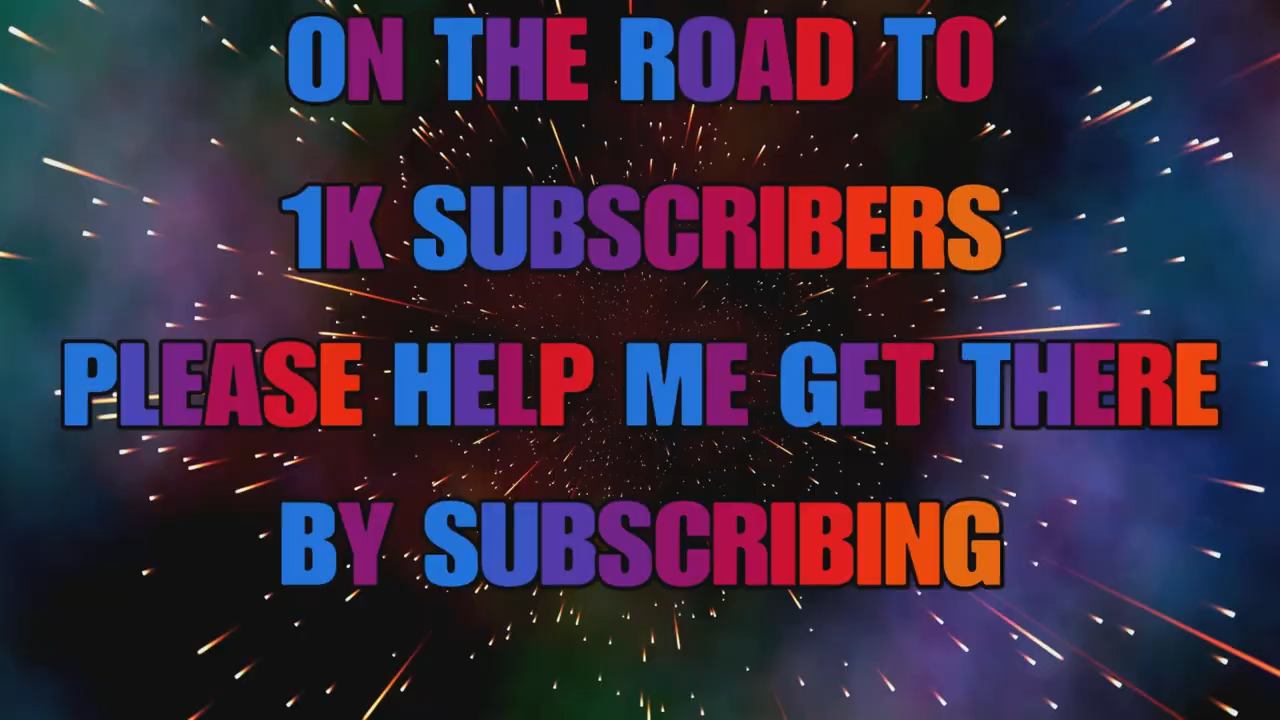 ON THE ROAD TO
1K SUBSCRIBERS
PLEASE HELP ME GET THERE
BY SUBSCRIBING